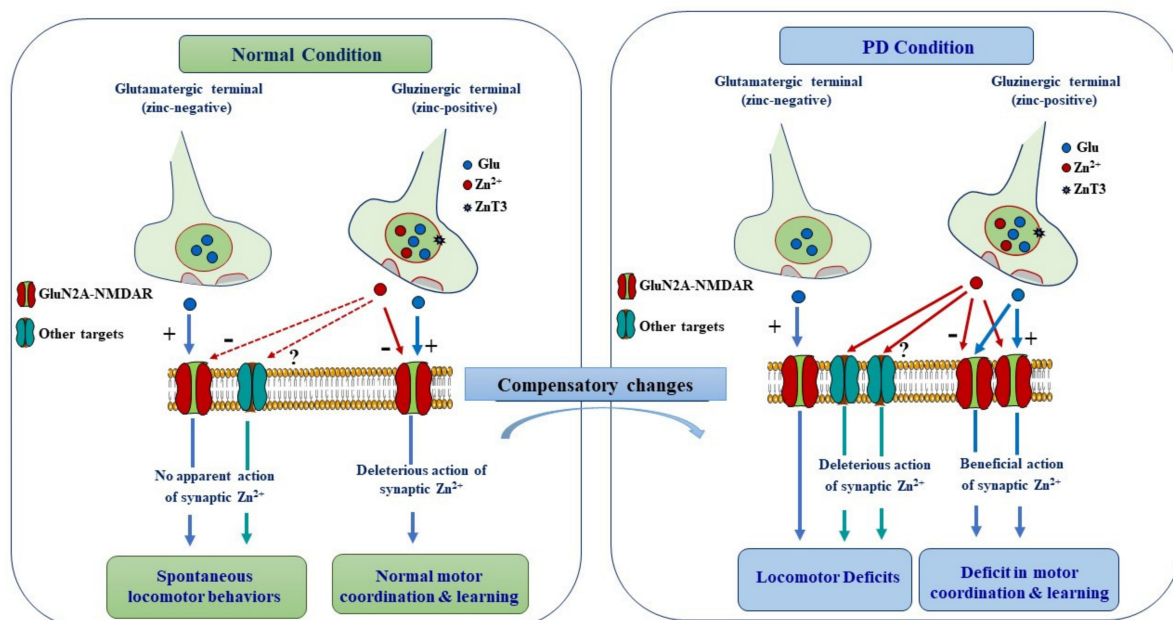 Normal Condition
Glutamatergic terminal
(zinc-negative)
Gluzinergic terminal
(zinc-positive)
Glu
Zn²⁺
ZnT3
GluN2A-NMDAR
Other targets
+
-
?
-
+
No apparent action
of synaptic Zn²⁺
Deleterious action of
synaptic Zn²⁺
Spontaneous
locomotor behaviors
Normal motor
coordination & learning
Compensatory changes
PD Condition
Glutamatergic terminal
(zinc-negative)
Gluzinergic terminal
(zinc-positive)
Glu
Zn²⁺
ZnT3
GluN2A-NMDAR
Other targets
+
?
-
+
Deleterious action
of synaptic Zn²⁺
Beneficial action
of synaptic Zn²⁺
Locomotor Deficits
Deficit in motor
coordination & learning